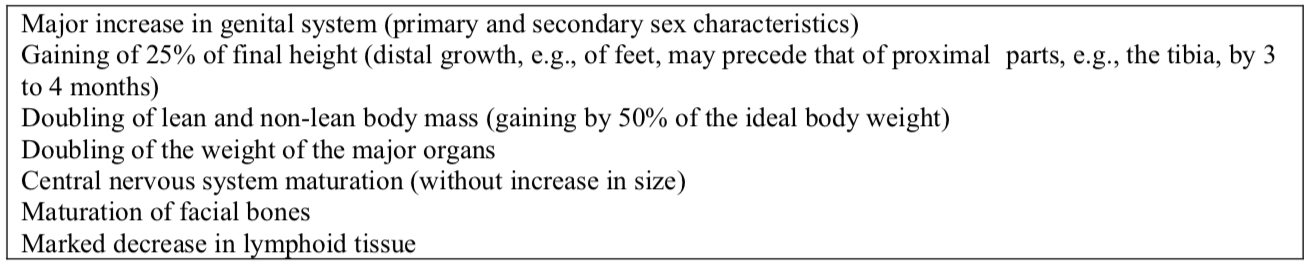 Major increase in genital system (primary and secondary sex characteristics)
Gaining of 25% of final height (distal growth, e.g., of feet, may precede that of proximal parts, e.g., the tibia, by 3
to 4 months)
Doubling of lean and non-lean body mass (gaining by 50% of the ideal body weight)
Doubling of the weight of the major organs
Central nervous system maturation (without increase in size)
Maturation of facial bones
Marked decrease in lymphoid tissue